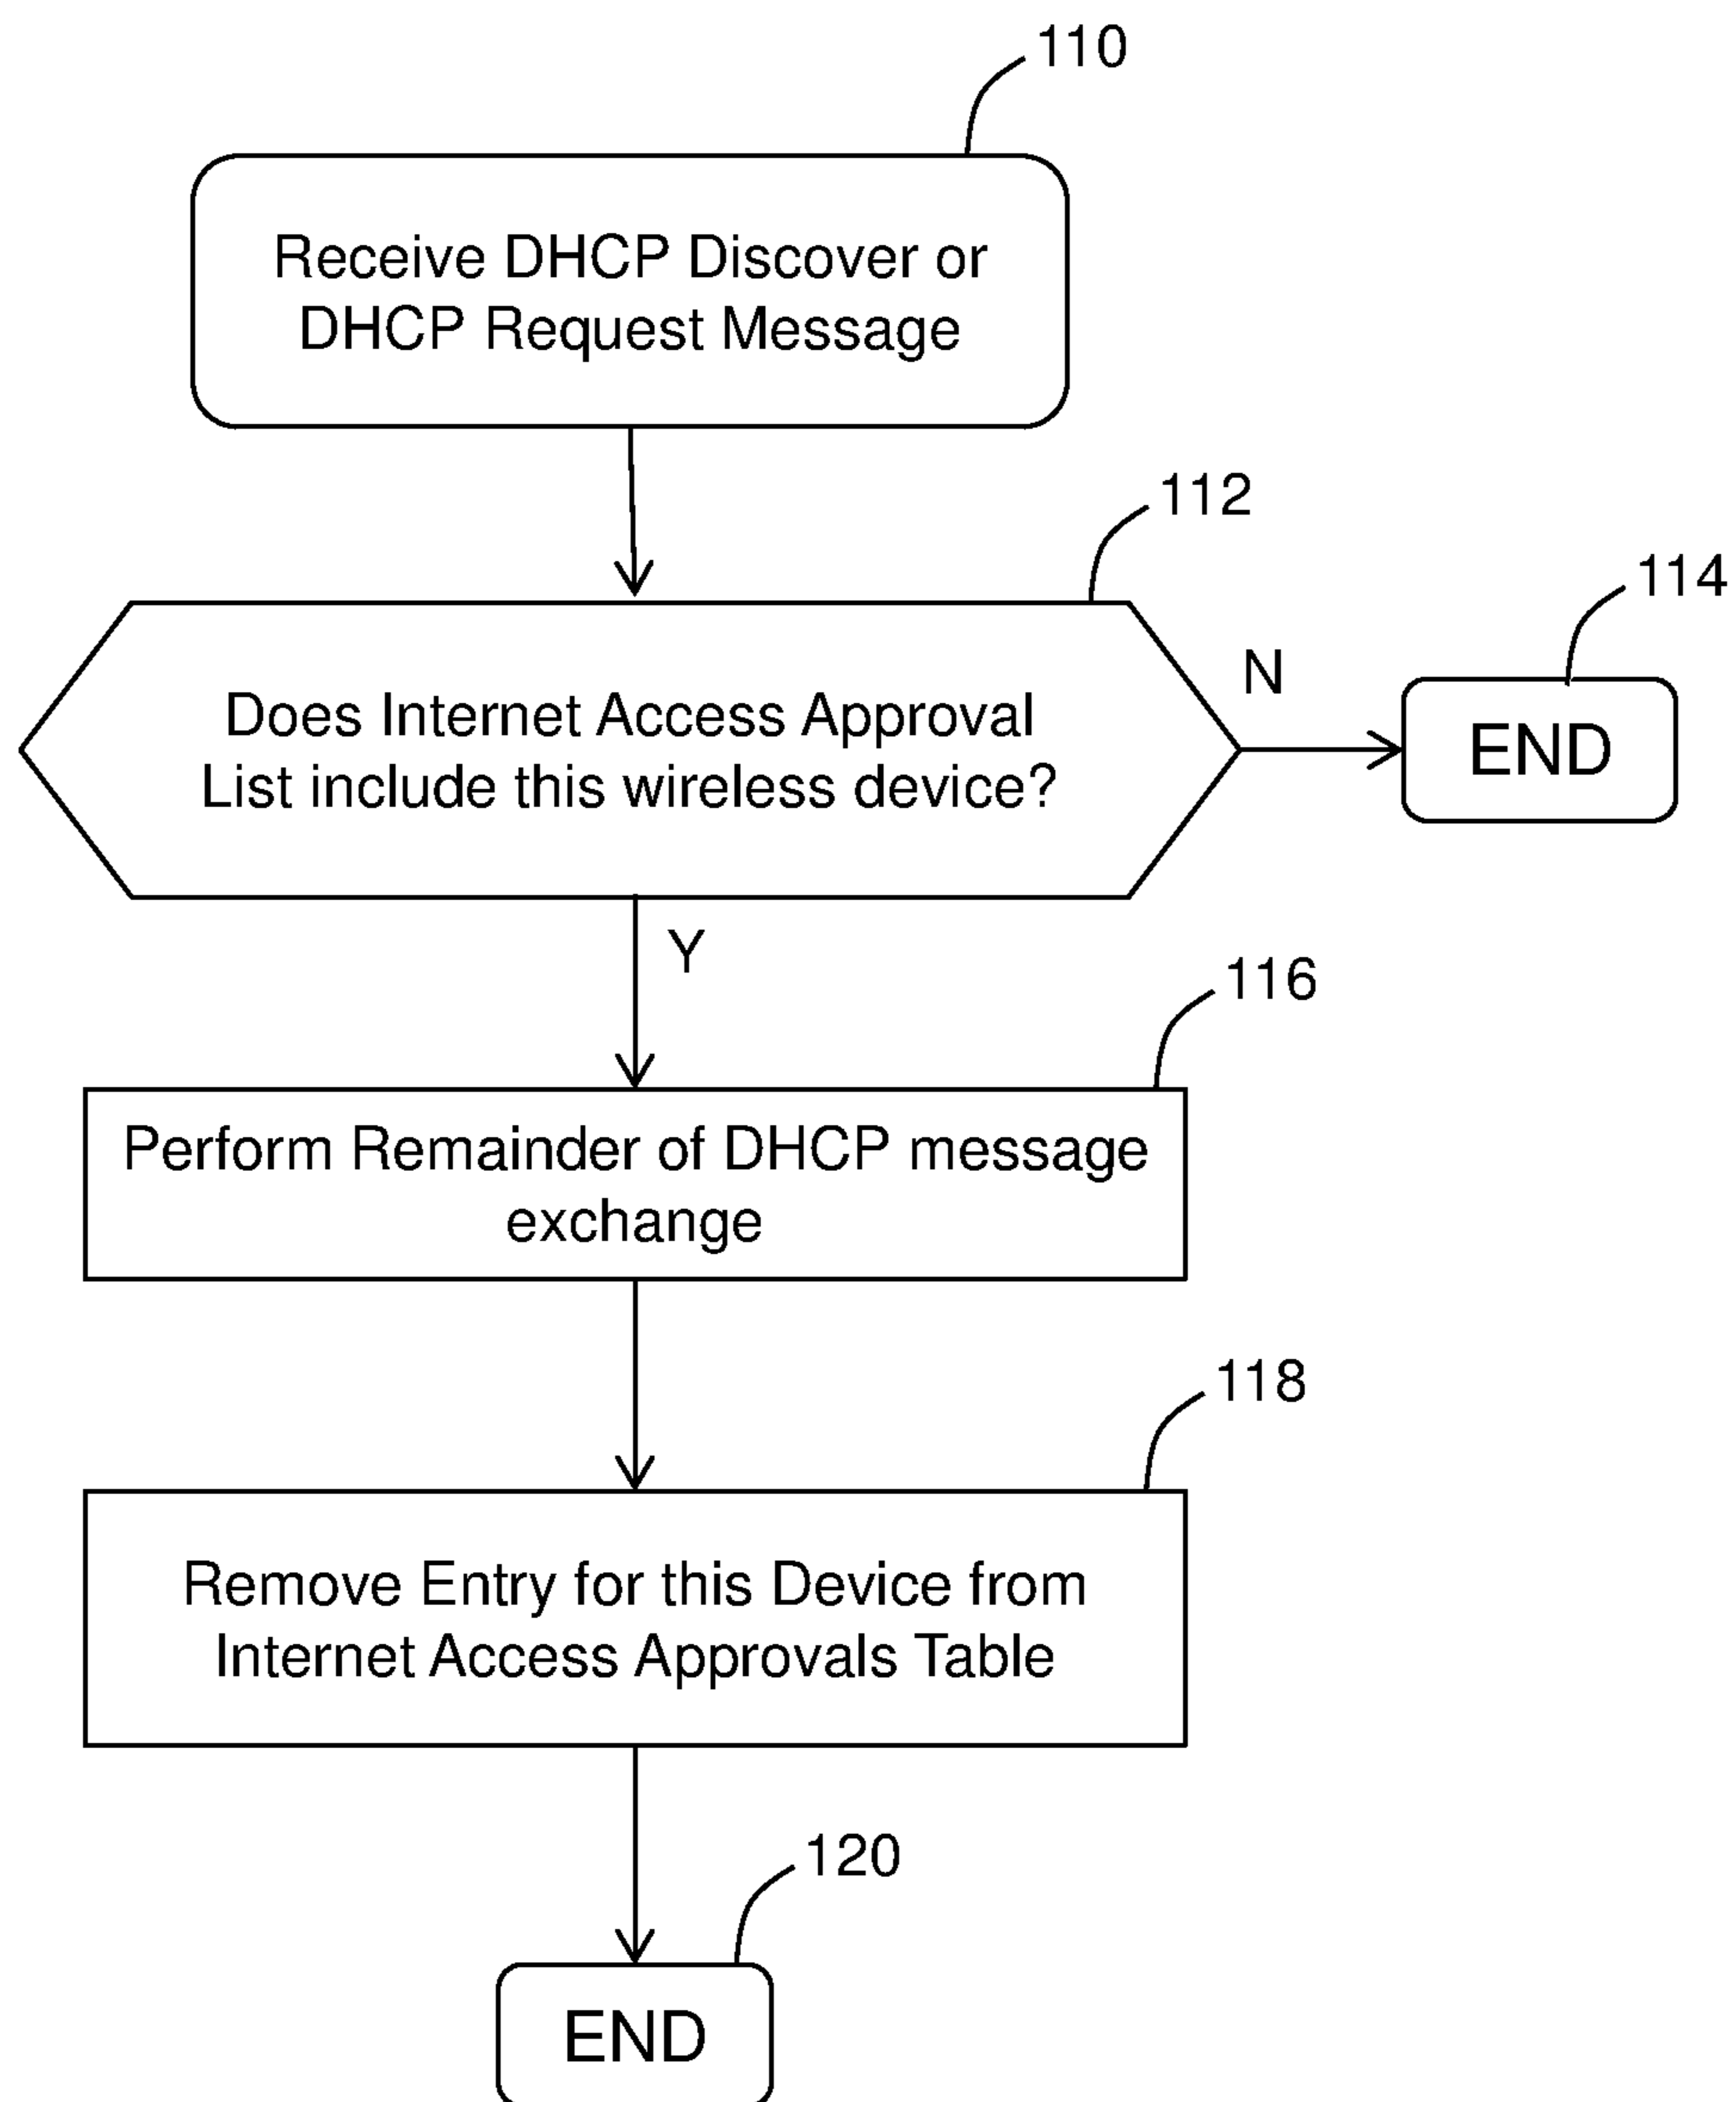 110
Receive DHCP Discover or
DHCP Request Message
112
Does Internet Access Approval
List include this wireless device?
N
114
END
Y
116
Perform Remainder of DHCP message
exchange
118
Remove Entry for this Device from
Internet Access Approvals Table
120
END